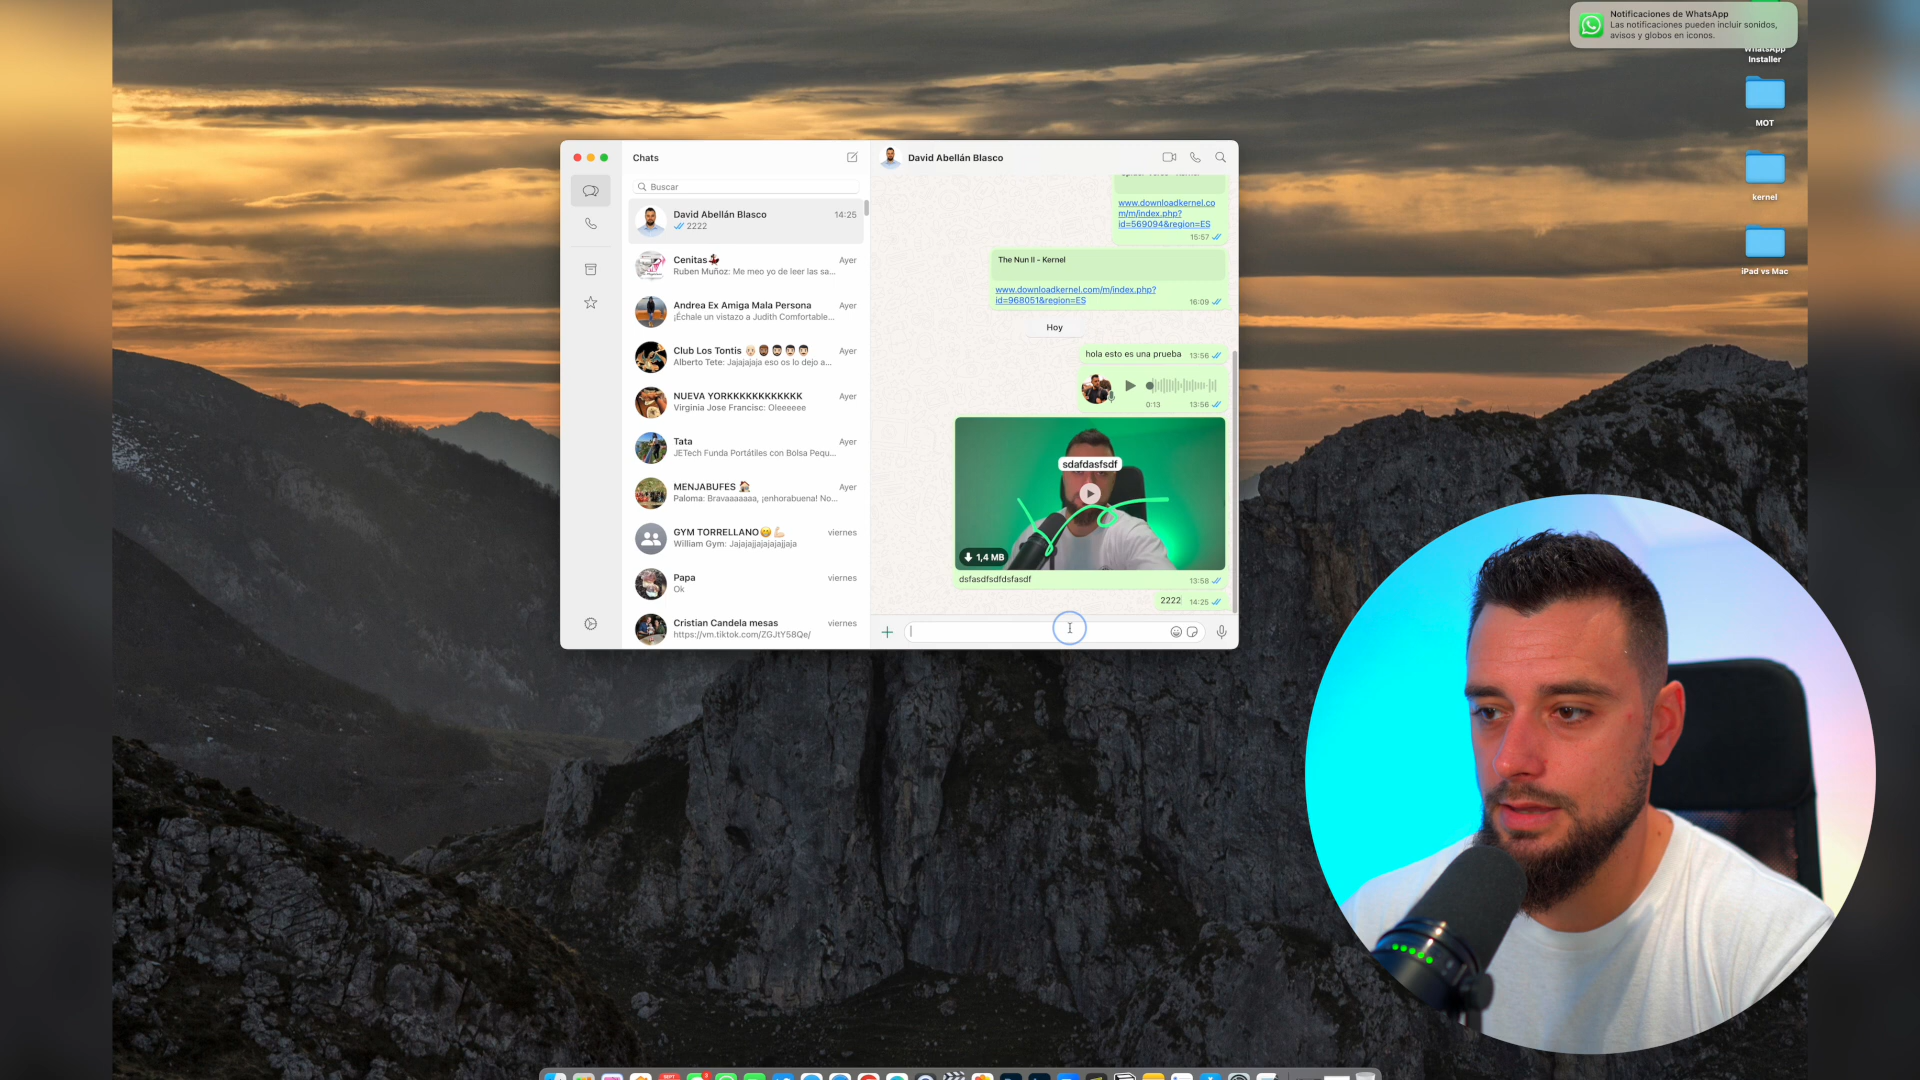 Notificaciones de WhatsApp
Las notificaciones pueden incluir sonidos,
avisos y globos en iconos.
WhatsApp
Installer
MOT
kernel
iPad vs Mac
Chats
Buscar
David Abellán Blasco
14:25
2222
Cenitas💃
Ayer
Ruben Muñoz: Me meo yo de leer las sa...
Andrea Ex Amiga Mala Persona
Ayer
¡Échale un vistazo a Judith Comfortable...
Club Los Tontis
Ayer
Alberto Tete: Jajajajaja eso os lo dejo a...
NUEVA YORKKKKKKKKKKKK
Ayer
Virginia Jose Francisc: Oleeeeee
Tata
Ayer
JETech Funda Portátiles con Bolsa Pequ...
MENJABUFES
Ayer
Paloma: Bravaaaaaaa, ¡enhorabuena! No...
GYM TORRELLANO
viernes
William Gym: Jajajajjajajajajjaja
Papa
viernes
Ok
Cristian Candela mesas
viernes
https://vm.tiktok.com/ZGJtY58Qe/
David Abellán Blasco
www.downloadkernel.co
m/m/index.php?
id=569094&region=ES
15:57
The Nun II - Kernel
www.downloadkernel.com/m/index.php?
id=968051&region=ES
16:09
Hoy
hola esto es una prueba
13:56
0:13
13:56
sdafdasfsdf
1,4 MB
dsfasdfsdfdsfasdf
13:58
2222
14:25